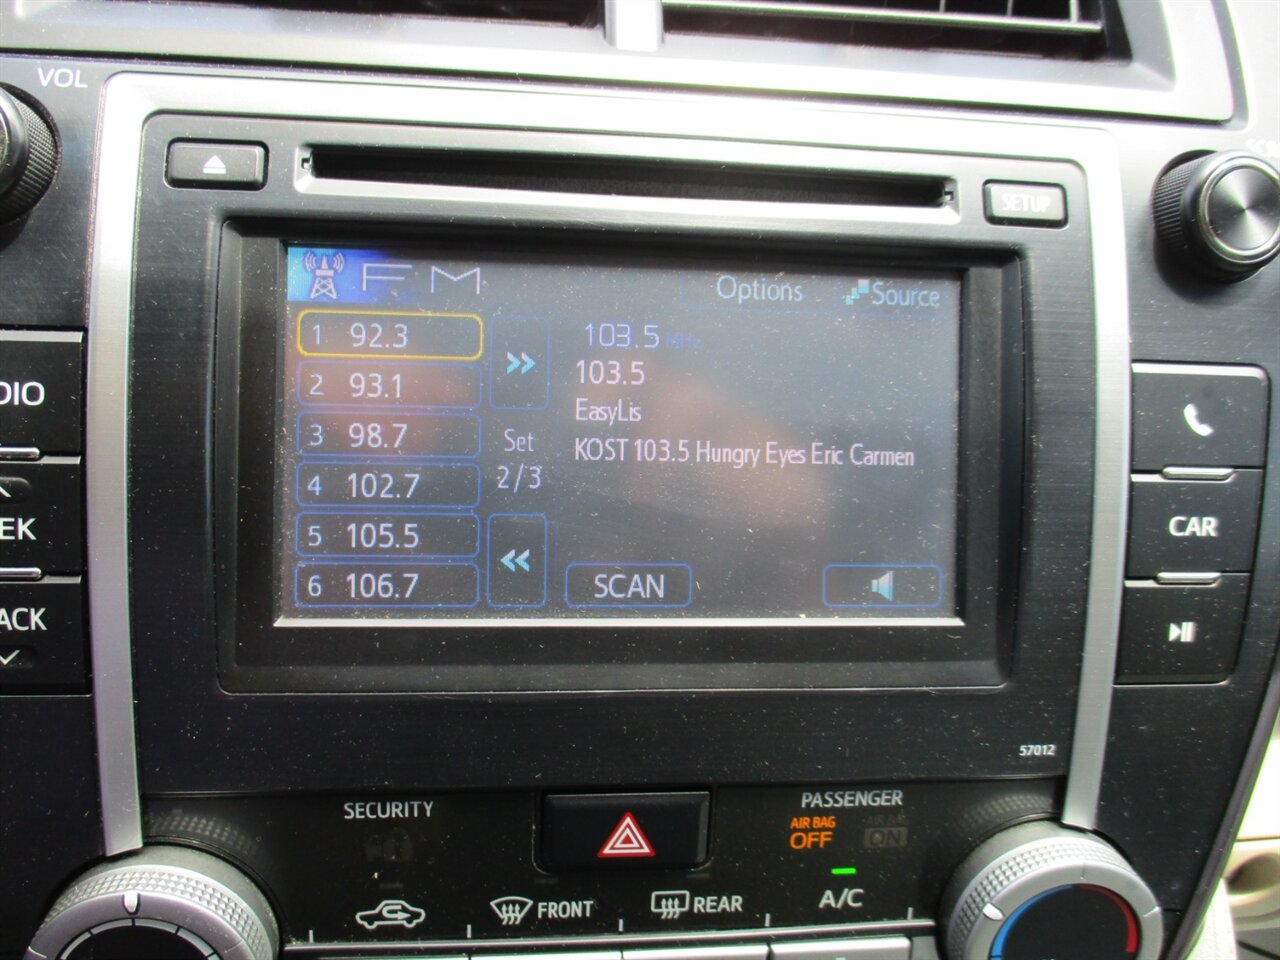 VOL
SETUP
FM
Options
Source
1 92.3
2 93.1
3 98.7
4 102.7
5 105.5
6 106.7
Set
2/3
103.5 MHz
103.5
EasyLis
KOST 103.5 Hungry Eyes Eric Carmen
SCAN
DIO
EK
ACK
CAR
57012
SECURITY
PASSENGER
AIR BAG
OFF
AIR BAG
ON
FRONT
REAR
A/C